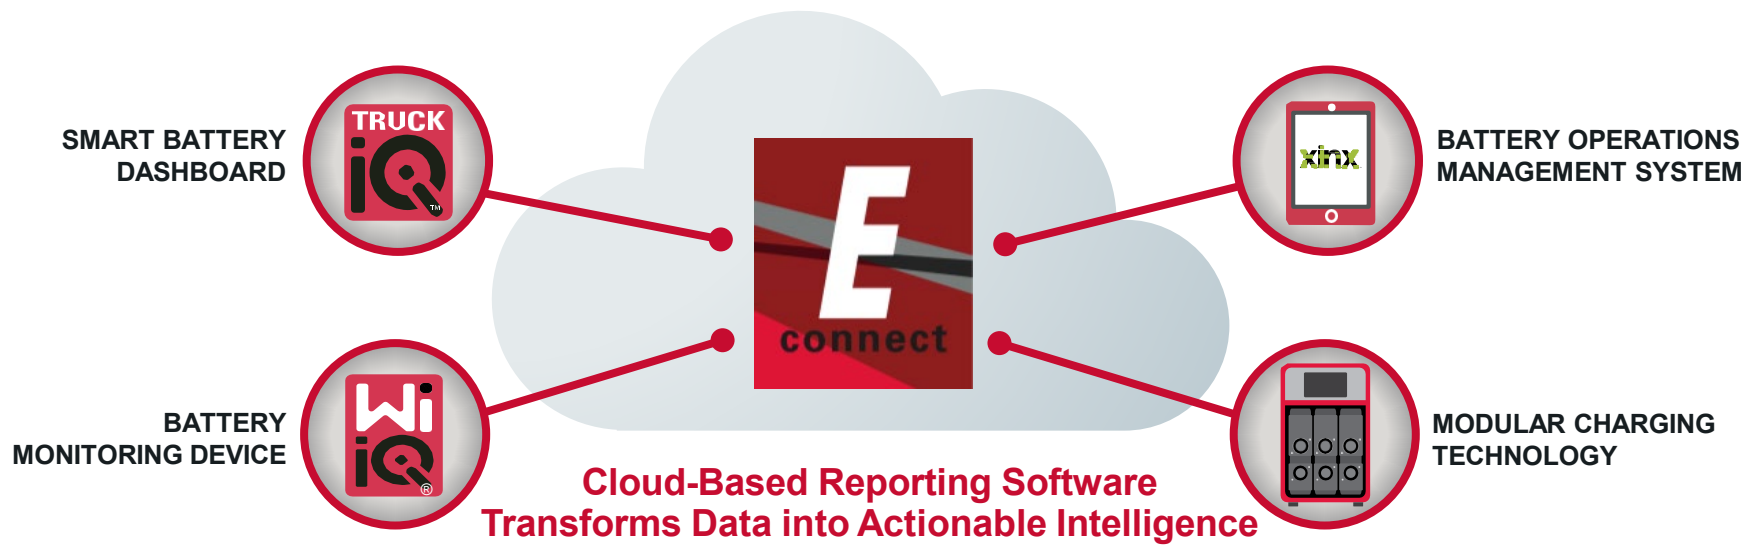 SMART BATTERY
DASHBOARD
TRUCK
iQ
TM
BATTERY
MONITORING DEVICE
Wi
iQ
®
E
connect
xinx
BATTERY OPERATIONS
MANAGEMENT SYSTEM
MODULAR CHARGING
TECHNOLOGY
Cloud-Based Reporting Software
Transforms Data into Actionable Intelligence